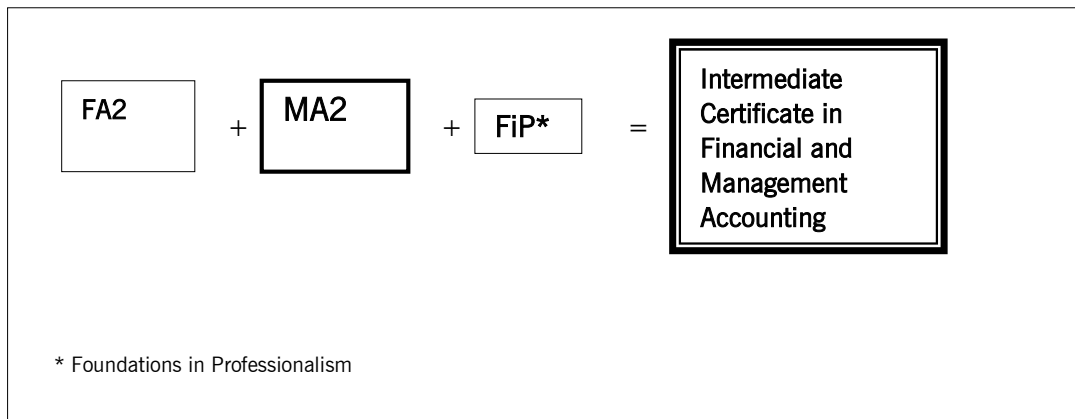 FA2 + MA2 + FiP* =
Intermediate
Certificate in
Financial and
Management
Accounting
* Foundations in Professionalism